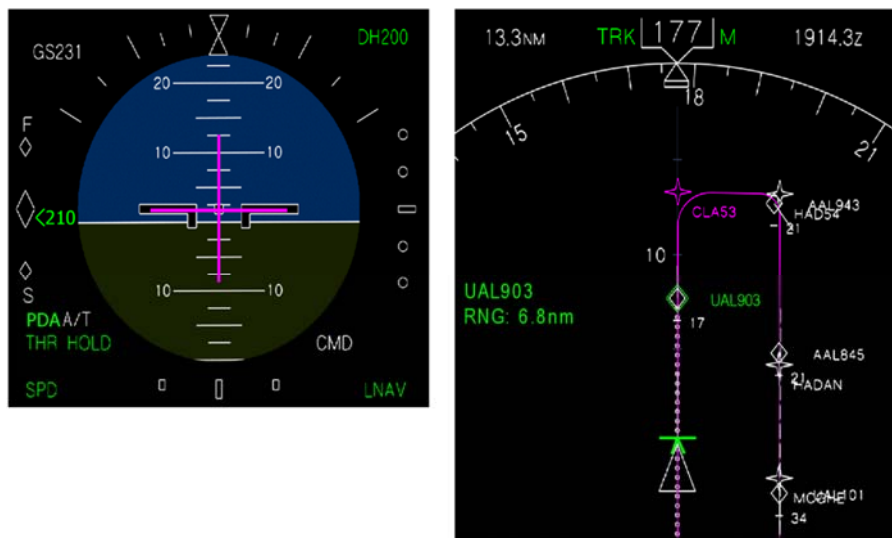 GS231
DH200
20 20
10 10
F
<210
10 10
S
PDA A/T
THR HOLD
CMD
SPD
LNAV
13.3NM
TRK 177 M
1914.3Z
15
18
21
CLA53
AAL943
HAD54
21
10
UAL903
RNG: 6.8nm
UAL903
17
AAL845
21
HADAN
34